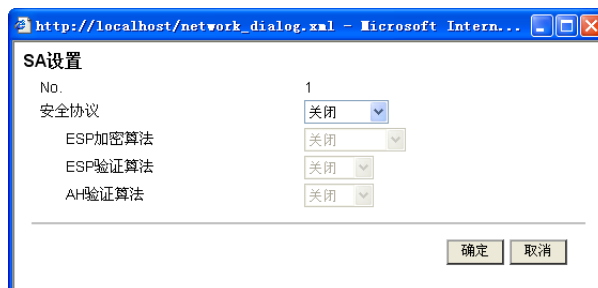 http://localhost/network_dialog.xml - Microsoft Intern...
SA设置
No. 1
安全协议 关闭
ESP加密算法 关闭
ESP验证算法 关闭
AH验证算法 关闭
确定 取消